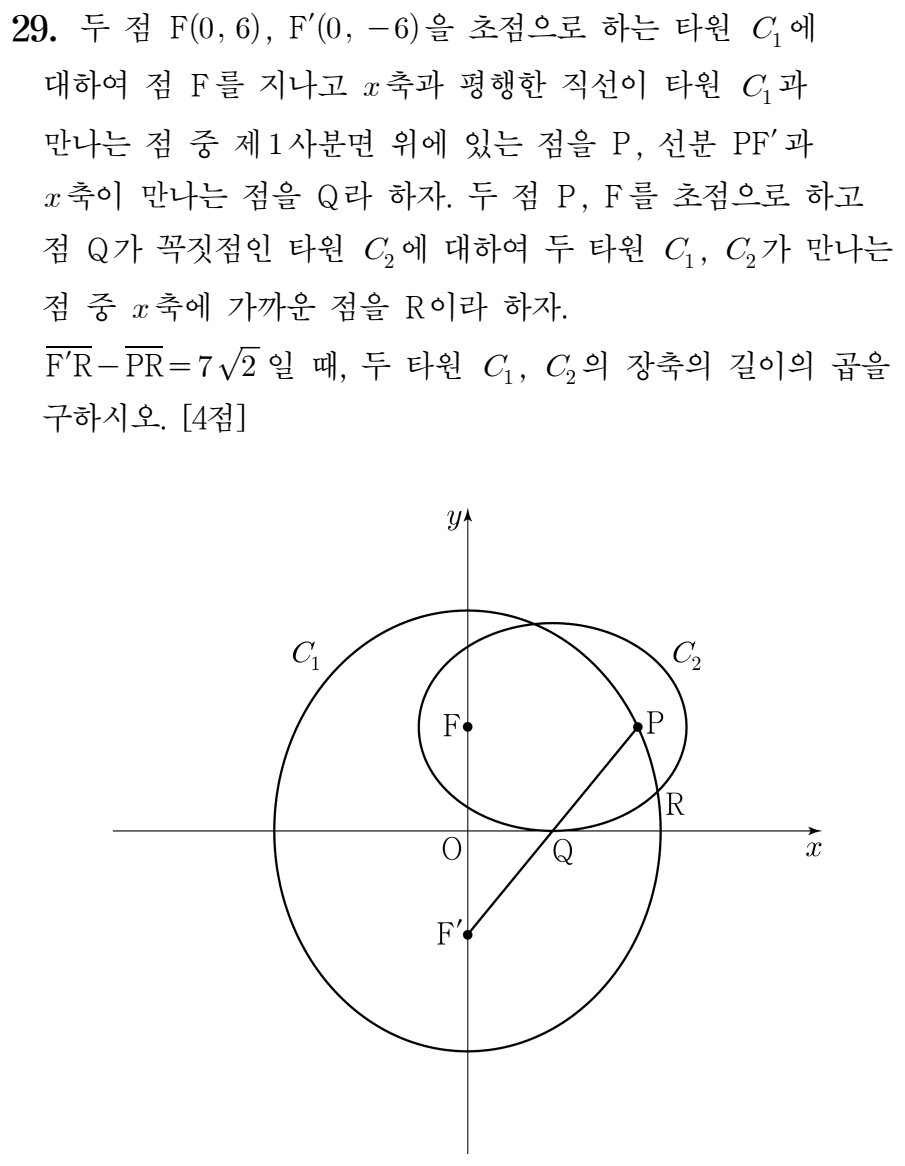 29. 두 점 F(0, 6), F′(0, −6)을 초점으로 하는 타원 C₁에
대하여 점 F를 지나고 x축과 평행한 직선이 타원 C₁과
만나는 점 중 제1사분면 위에 있는 점을 P, 선분 PF′과
x축이 만나는 점을 Q라 하자. 두 점 P, F를 초점으로 하고
점 Q가 꼭짓점인 타원 C₂에 대하여 두 타원 C₁, C₂가 만나는
점 중 x축에 가까운 점을 R이라 하자.
F′R − PR = 7√2 일 때, 두 타원 C₁, C₂의 장축의 길이의 곱을
구하시오. [4점]
y
C₁
C₂
F
P
R
O
Q
x
F′